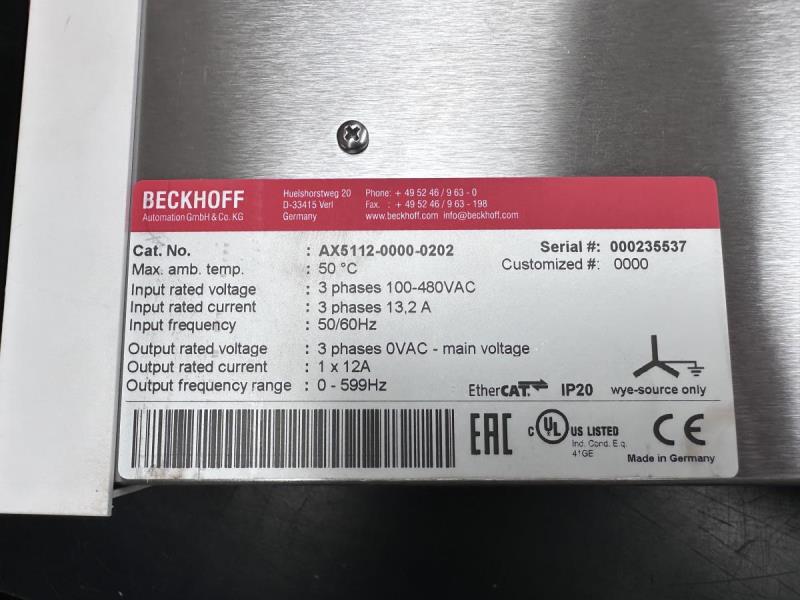 BECKHOFF
Automation GmbH & Co. KG
Huelshorstweg 20
D-33415 Verl
Germany
Phone: + 49 52 46 / 9 63 - 0
Fax. : + 49 52 46 / 9 63 - 198
www.beckhoff.com info@beckhoff.com
Cat. No. : AX5112-0000-0202 Serial #: 000235537
Max. amb. temp. : 50 °C Customized #: 0000
Input rated voltage : 3 phases 100-480VAC
Input rated current : 3 phases 13,2 A
Input frequency : 50/60Hz
Output rated voltage : 3 phases 0VAC - main voltage
Output rated current : 1 x 12A
Output frequency range : 0 - 599Hz
EtherCAT. IP20 wye-source only
EAC c UL US LISTED CE
Ind. Cond. Eq.
41GE
Made in Germany